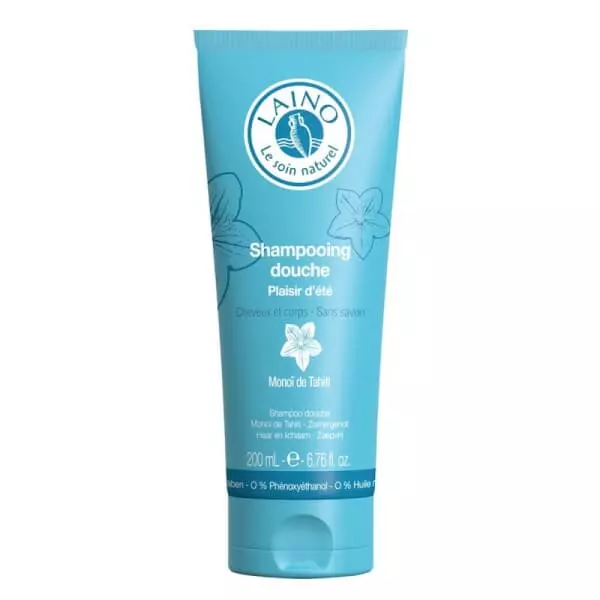 LAINO
Le soin naturel
Shampooing
douche
Plaisir d'été
Cheveux et corps - Sans savon
Monoï de Tahiti
Shampoo douche
Monoï de Tahiti - Zomergenot
Haar en lichaam - Zeepvrij
200 mL - e - 6.76 fl. oz.
aben - 0 % Phénoxyéthanol - 0 % Huile